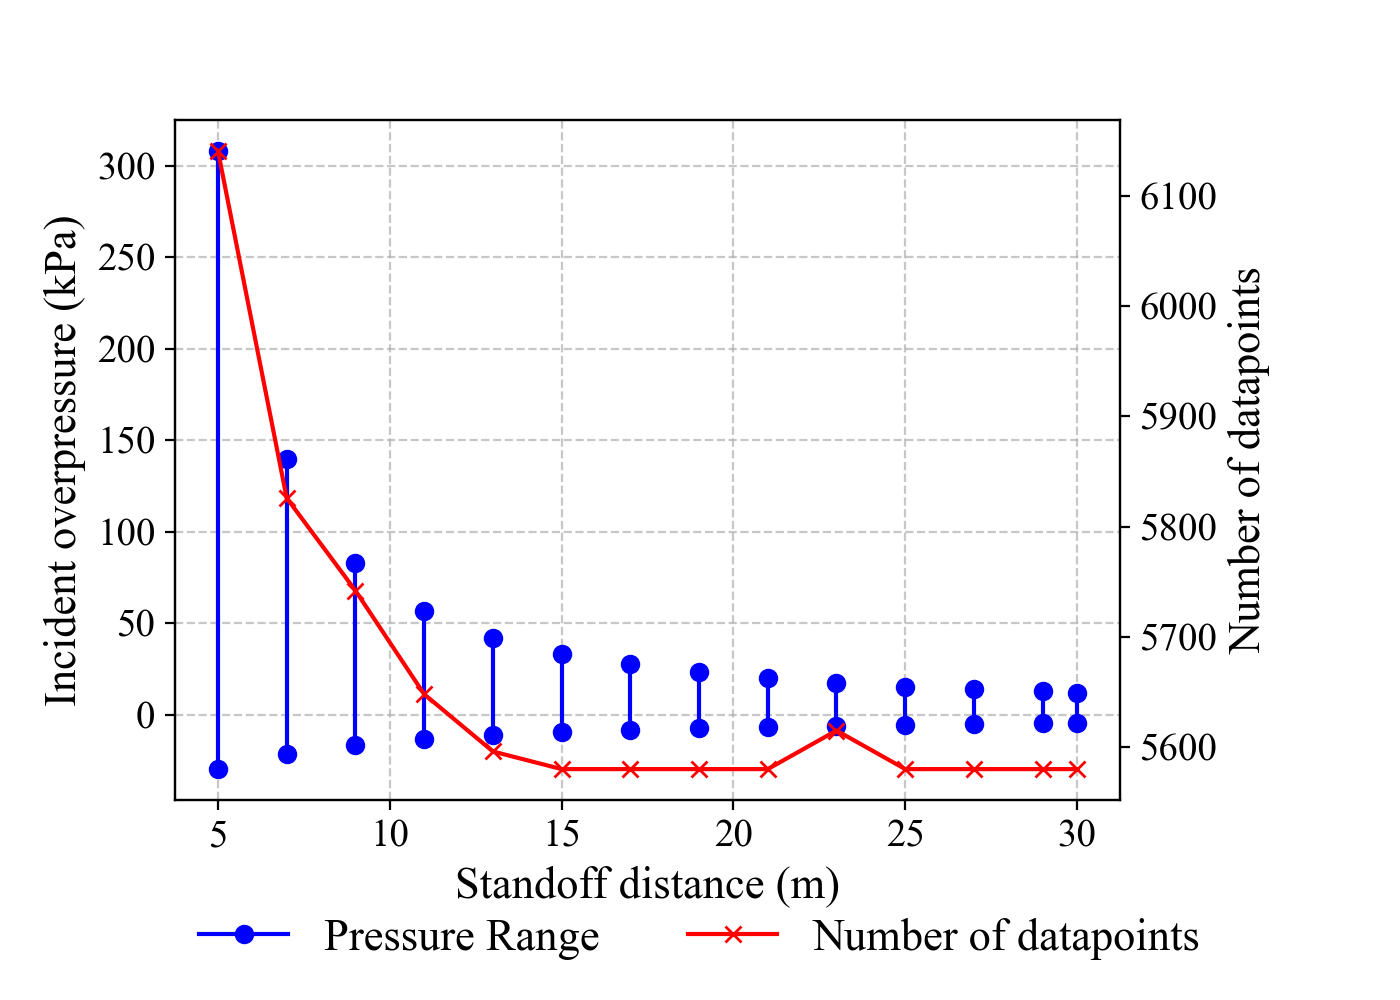 300
250
200
150
100
50
0
Incident overpressure (kPa)
6100
6000
5900
5800
5700
5600
Number of datapoints
5 10 15 20 25 30
Standoff distance (m)
Pressure Range Number of datapoints